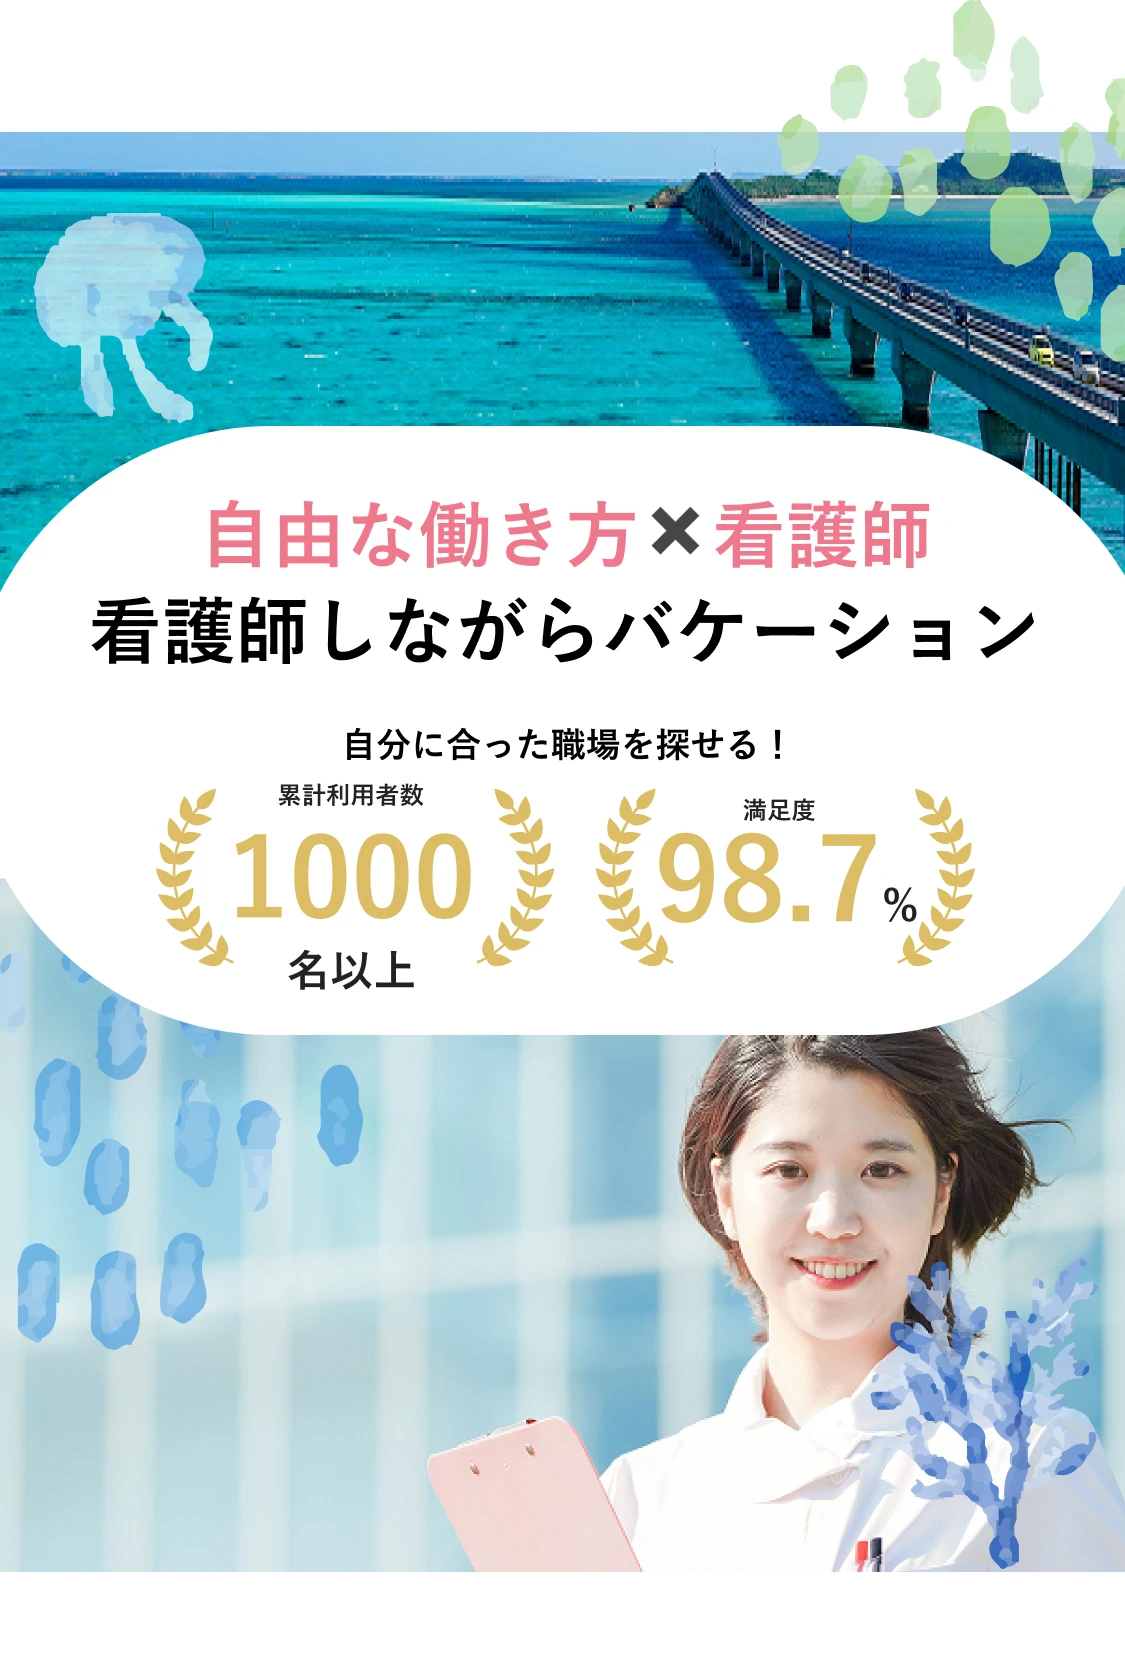 自由な働き方✖看護師
看護師しながらバケーション
自分に合った職場を探せる！
累計利用者数
1000
名以上
満足度
98.7%